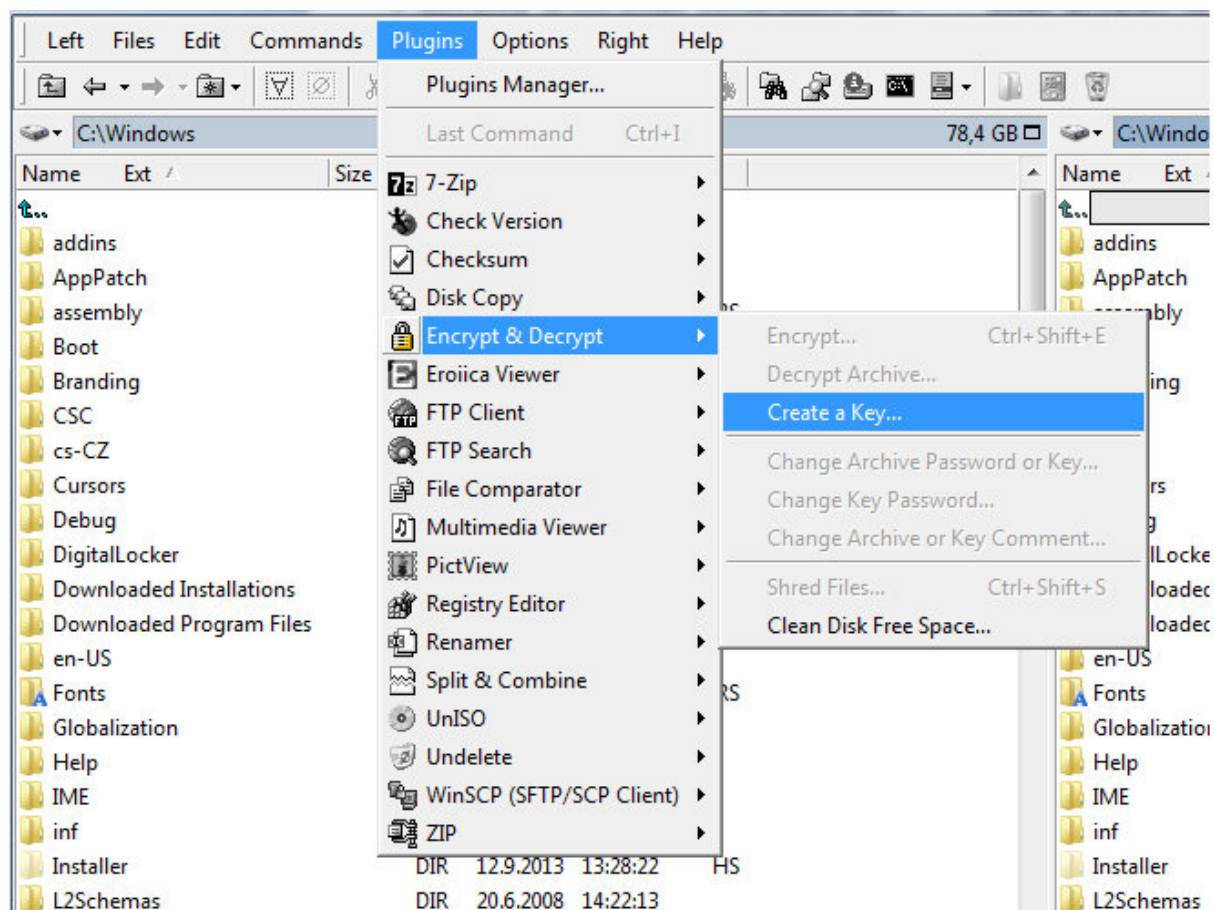 Left Files Edit Commands Plugins Options Right Help
C:\Windows 78,4 GB C:\Windo
Name Ext Size Name Ext
addins
AppPatch
assembly
Boot
Branding
CSC
cs-CZ
Cursors
Debug
DigitalLocker
Downloaded Installations
Downloaded Program Files
en-US
Fonts
Globalization
Help
IME
inf
Installer DIR 12.9.2013 13:28:22 HS
L2Schemas DIR 20.6.2008 14:22:13
Plugins Manager...
Last Command Ctrl+I
7-Zip
Check Version
Checksum
Disk Copy
Encrypt & Decrypt
Eroiica Viewer
FTP Client
FTP Search
File Comparator
Multimedia Viewer
PictView
Registry Editor
Renamer
Split & Combine
UnISO
Undelete
WinSCP (SFTP/SCP Client)
ZIP
Encrypt... Ctrl+Shift+E
Decrypt Archive...
Create a Key...
Change Archive Password or Key...
Change Key Password...
Change Archive or Key Comment...
Shred Files... Ctrl+Shift+S
Clean Disk Free Space...
addins
AppPatch
mbly
ing
rs
g
lLocke
loaded
loaded
en-US
Fonts
Globalization
Help
IME
inf
Installer
L2Schemas